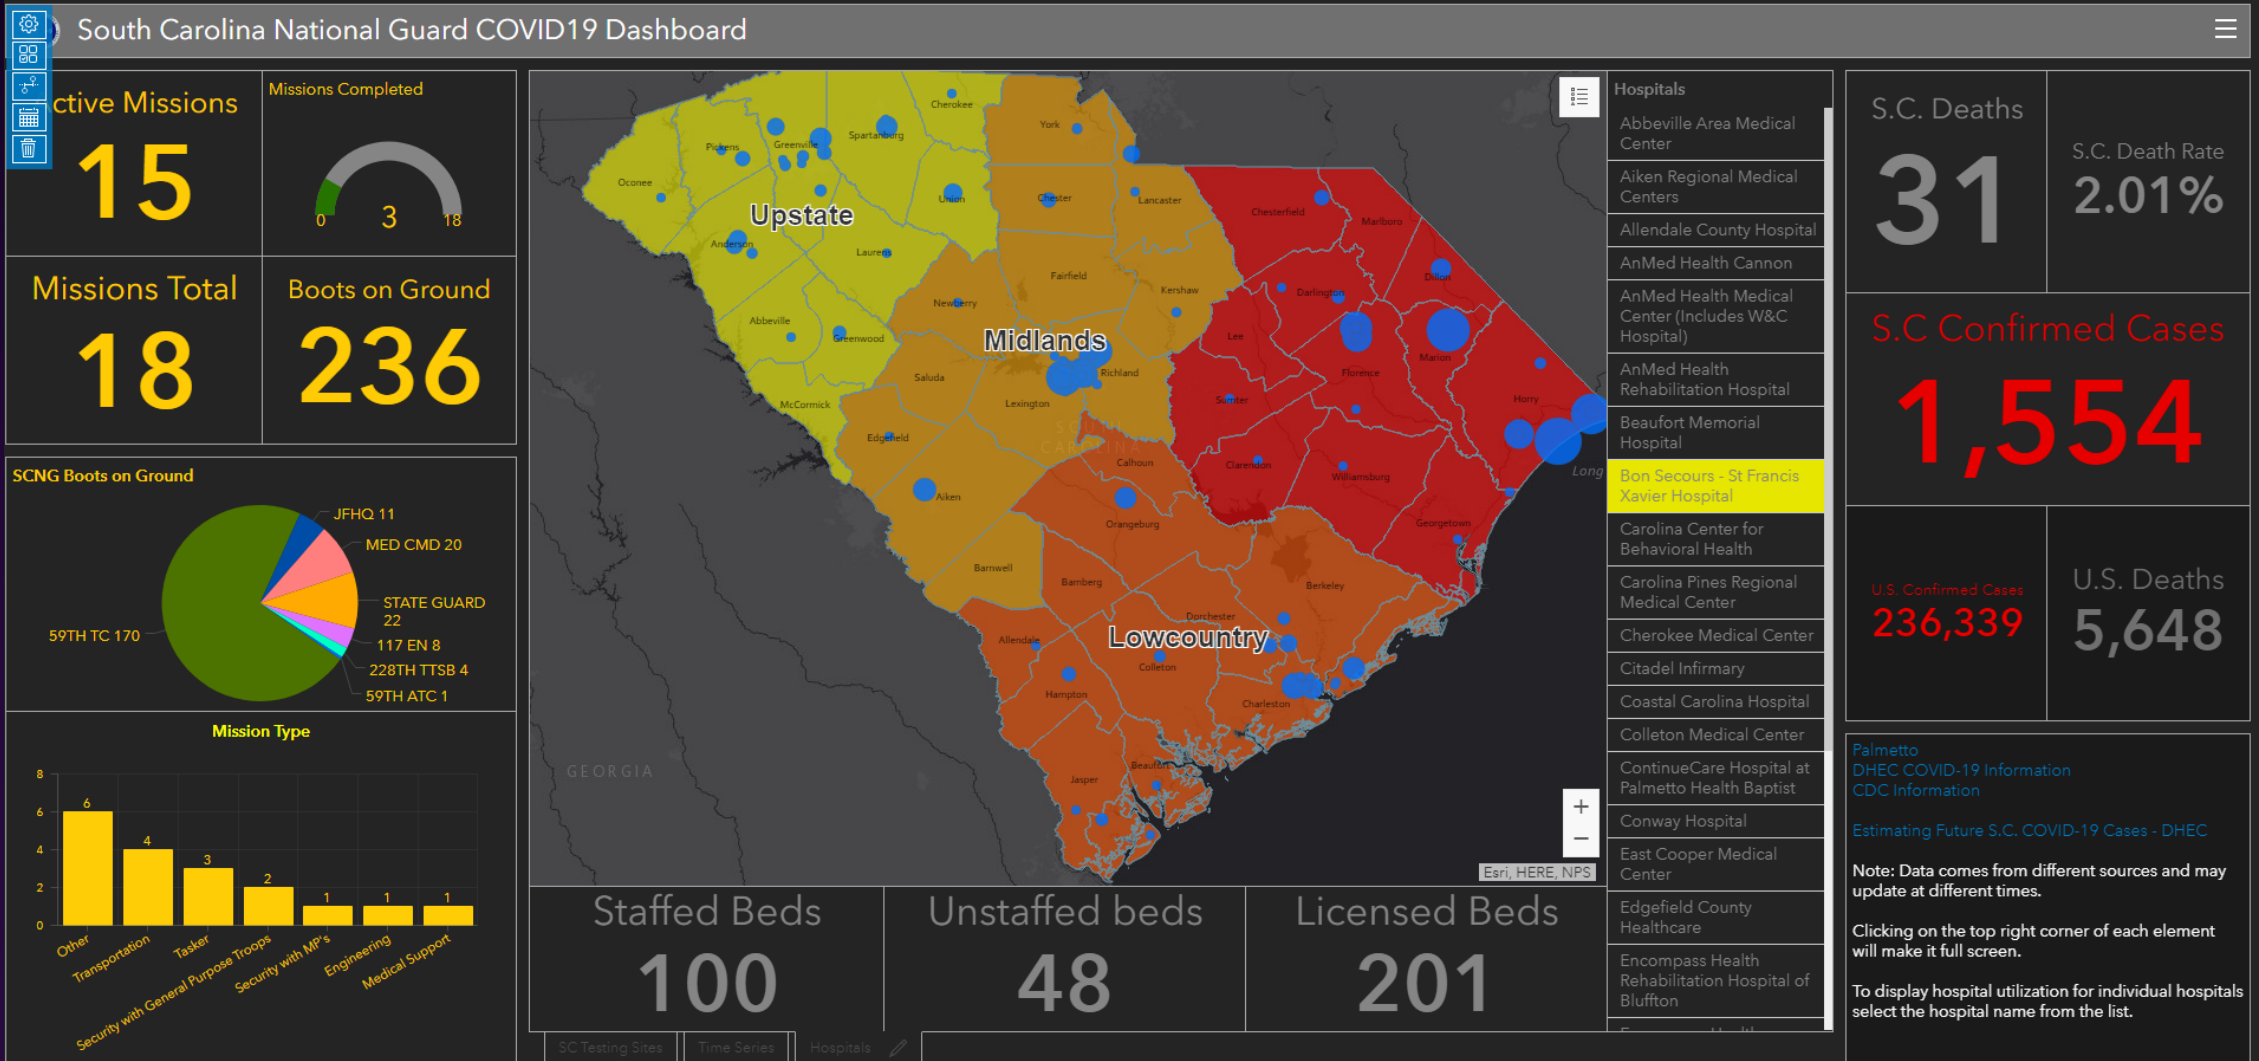 South Carolina National Guard COVID19 Dashboard
ctive Missions
15
Missions Completed
0
3
18
Missions Total
18
Boots on Ground
236
SCNG Boots on Ground
JFHQ 11
MED CMD 20
STATE GUARD
22
117 EN 8
228TH TTSB 4
59TH ATC 1
59TH TC 170
Mission Type
8
6
4
2
0
6
4
3
2
1
1
1
Other
Transportation
Tasker
Security with General Purpose Troops
Security with MP's
Engineering
Medical Support
Cherokee
York
Spartanburg
Pickens
Greenville
Oconee
Union
Chester
Lancaster
Upstate
Chesterfield
Marlboro
Anderson
Laurens
Fairfield
Dillon
Kershaw
Darlington
Newberry
Abbeville
Greenwood
Midlands
Lee
Marion
Saluda
Richland
Florence
McCormick
Lexington
Sumter
Horry
Edgefield
SOUTH
CAROLINA
Calhoun
Clarendon
Williamsburg
Long
Aiken
Orangeburg
Georgetown
Barnwell
Bamberg
Berkeley
Dorchester
Allendale
Lowcountry
Colleton
Hampton
Charleston
GEORGIA
Jasper
Beaufort
+
−
Esri, HERE, NPS
Staffed Beds
100
Unstaffed beds
48
Licensed Beds
201
SC Testing Sites
Time Series
Hospitals
Hospitals
Abbeville Area Medical
Center
Aiken Regional Medical
Centers
Allendale County Hospital
AnMed Health Cannon
AnMed Health Medical
Center (Includes W&C
Hospital)
AnMed Health
Rehabilitation Hospital
Beaufort Memorial
Hospital
Bon Secours - St Francis
Xavier Hospital
Carolina Center for
Behavioral Health
Carolina Pines Regional
Medical Center
Cherokee Medical Center
Citadel Infirmary
Coastal Carolina Hospital
Colleton Medical Center
ContinueCare Hospital at
Palmetto Health Baptist
Conway Hospital
East Cooper Medical
Center
Edgefield County
Healthcare
Encompass Health
Rehabilitation Hospital of
Bluffton
S.C. Deaths
31
S.C. Death Rate
2.01%
S.C Confirmed Cases
1,554
U.S. Confirmed Cases
236,339
U.S. Deaths
5,648
Palmetto
DHEC COVID-19 Information
CDC Information
Estimating Future S.C. COVID-19 Cases - DHEC
Note: Data comes from different sources and may
update at different times.
Clicking on the top right corner of each element
will make it full screen.
To display hospital utilization for individual hospitals
select the hospital name from the list.